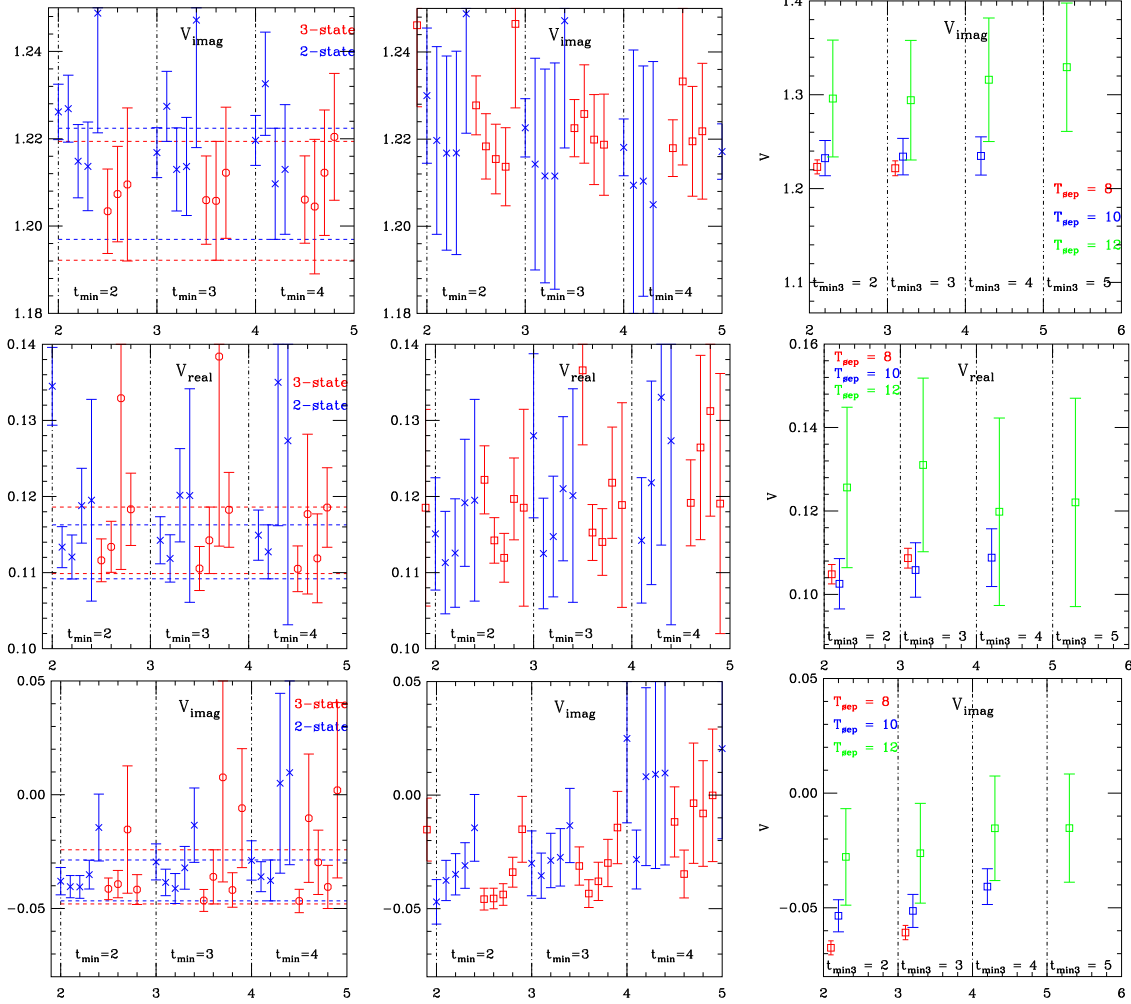 V_imag
3-state
2-state
1.24
1.22
1.20
1.18
t_min=2
t_min=3
t_min=4
2 3 4 5
V_imag
1.24
1.22
1.20
1.18
t_min=2
t_min=3
t_min=4
2 3 4 5
V_imag
1.4
1.3
1.2
1.1
V
T_sep = 8
T_sep = 10
T_sep = 12
t_min3 = 2
t_min3 = 3
t_min3 = 4
t_min3 = 5
2 3 4 5 6
V_real
3-state
2-state
0.14
0.13
0.12
0.11
0.10
t_min=2
t_min=3
t_min=4
2 3 4 5
V_real
0.14
0.13
0.12
0.11
0.10
t_min=2
t_min=3
t_min=4
2 3 4 5
T_sep = 8
T_sep = 10
T_sep = 12
V_real
0.16
0.14
0.12
0.10
V
t_min3 = 2
t_min3 = 3
t_min3 = 4
t_min3 = 5
2 3 4 5 6
V_imag
3-state
2-state
0.05
0.00
−0.05
t_min=2
t_min=3
t_min=4
2 3 4 5
V_imag
0.05
0.00
−0.05
t_min=2
t_min=3
t_min=4
2 3 4 5
T_sep = 8
T_sep = 10
T_sep = 12
V_imag
0.05
0.00
−0.05
V
t_min3 = 2
t_min3 = 3
t_min3 = 4
t_min3 = 5
2 3 4 5 6